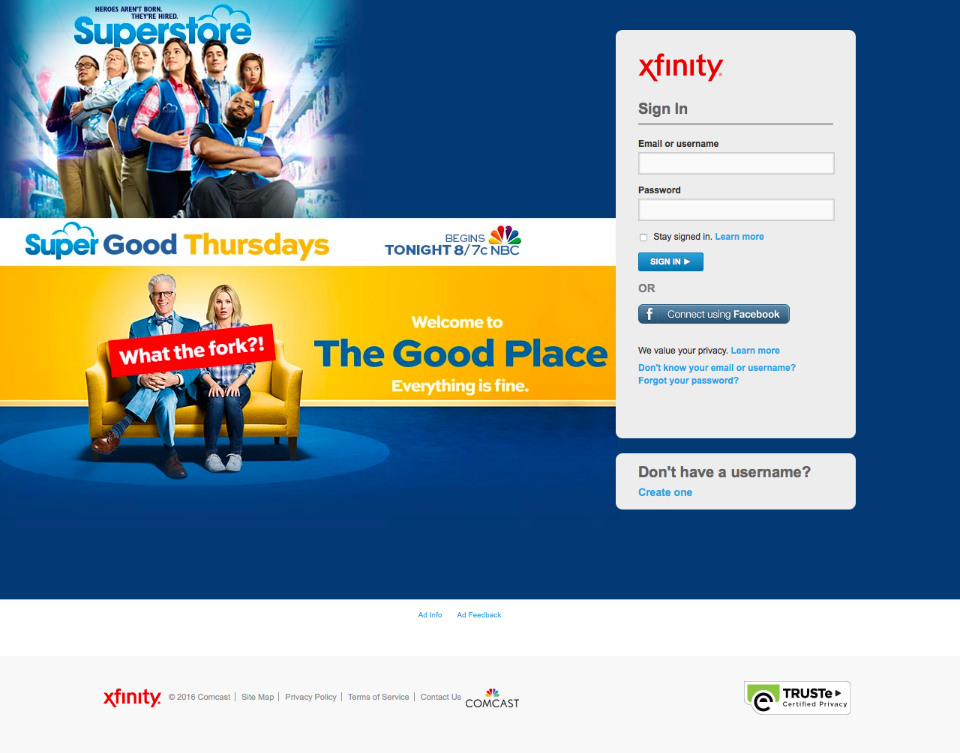 HEROES AREN'T BORN.
THEY'RE HIRED.
Superstore
Super Good Thursdays
BEGINS
TONIGHT 8/7c NBC
What the fork?!
Welcome to
The Good Place
Everything is fine.
xfinity
Sign In
Email or username
Password
Stay signed in. Learn more
SIGN IN ▶
OR
f Connect using Facebook
We value your privacy. Learn more
Don't know your email or username?
Forgot your password?
Don't have a username?
Create one
Ad Info Ad Feedback
xfinity © 2016 Comcast | Site Map | Privacy Policy | Terms of Service | Contact Us COMCAST
e TRUSTe ▶
Certified Privacy